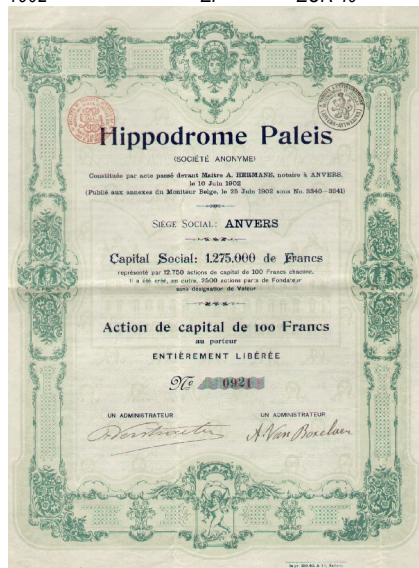 1902
EUR 40
Hippodrome Paleis
(SOCIÉTÉ ANONYME)
Constituée par acte passé devant Maître A. HERMANS, notaire à ANVERS,
le 10 Juin 1902
(Publié aux annexes du Moniteur Belge, le 25 Juin 1902 sous No. 3340-3341)
SIÈGE SOCIAL: ANVERS
Capital Social: 1.275.000 de Francs
représenté par 12.750 actions de capital de 100 Francs chacune.
Il a été créé, en outre, 2500 actions parts de Fondateur
sans désignation de Valeur
Action de capital de 100 Francs
au porteur
ENTIÈREMENT LIBÉRÉE
No 0921
UN ADMINISTRATEUR UN ADMINISTRATEUR
A. Van Boxelaer